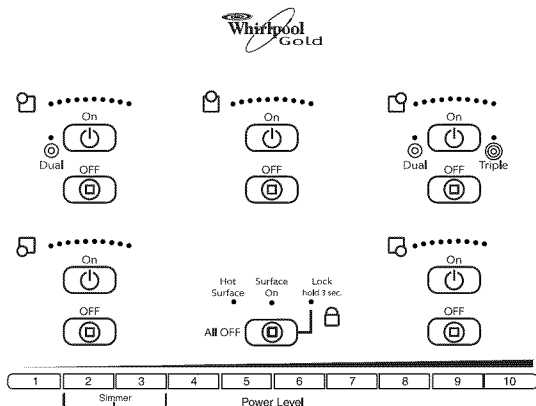 Whirlpool
Gold
On On On
Dual Dual Triple
OFF OFF OFF
On On
Hot Surface Lock
Surface On hold 3 sec.
OFF All OFF OFF
1 2 3 4 5 6 7 8 9 10
Simmer Power Level